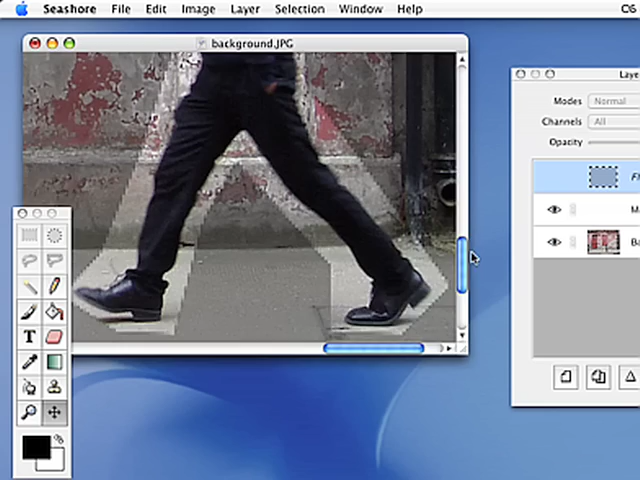 Seashore File Edit Image Layer Selection Window Help
background.JPG
Modes Normal
Channels All
Opacity
T